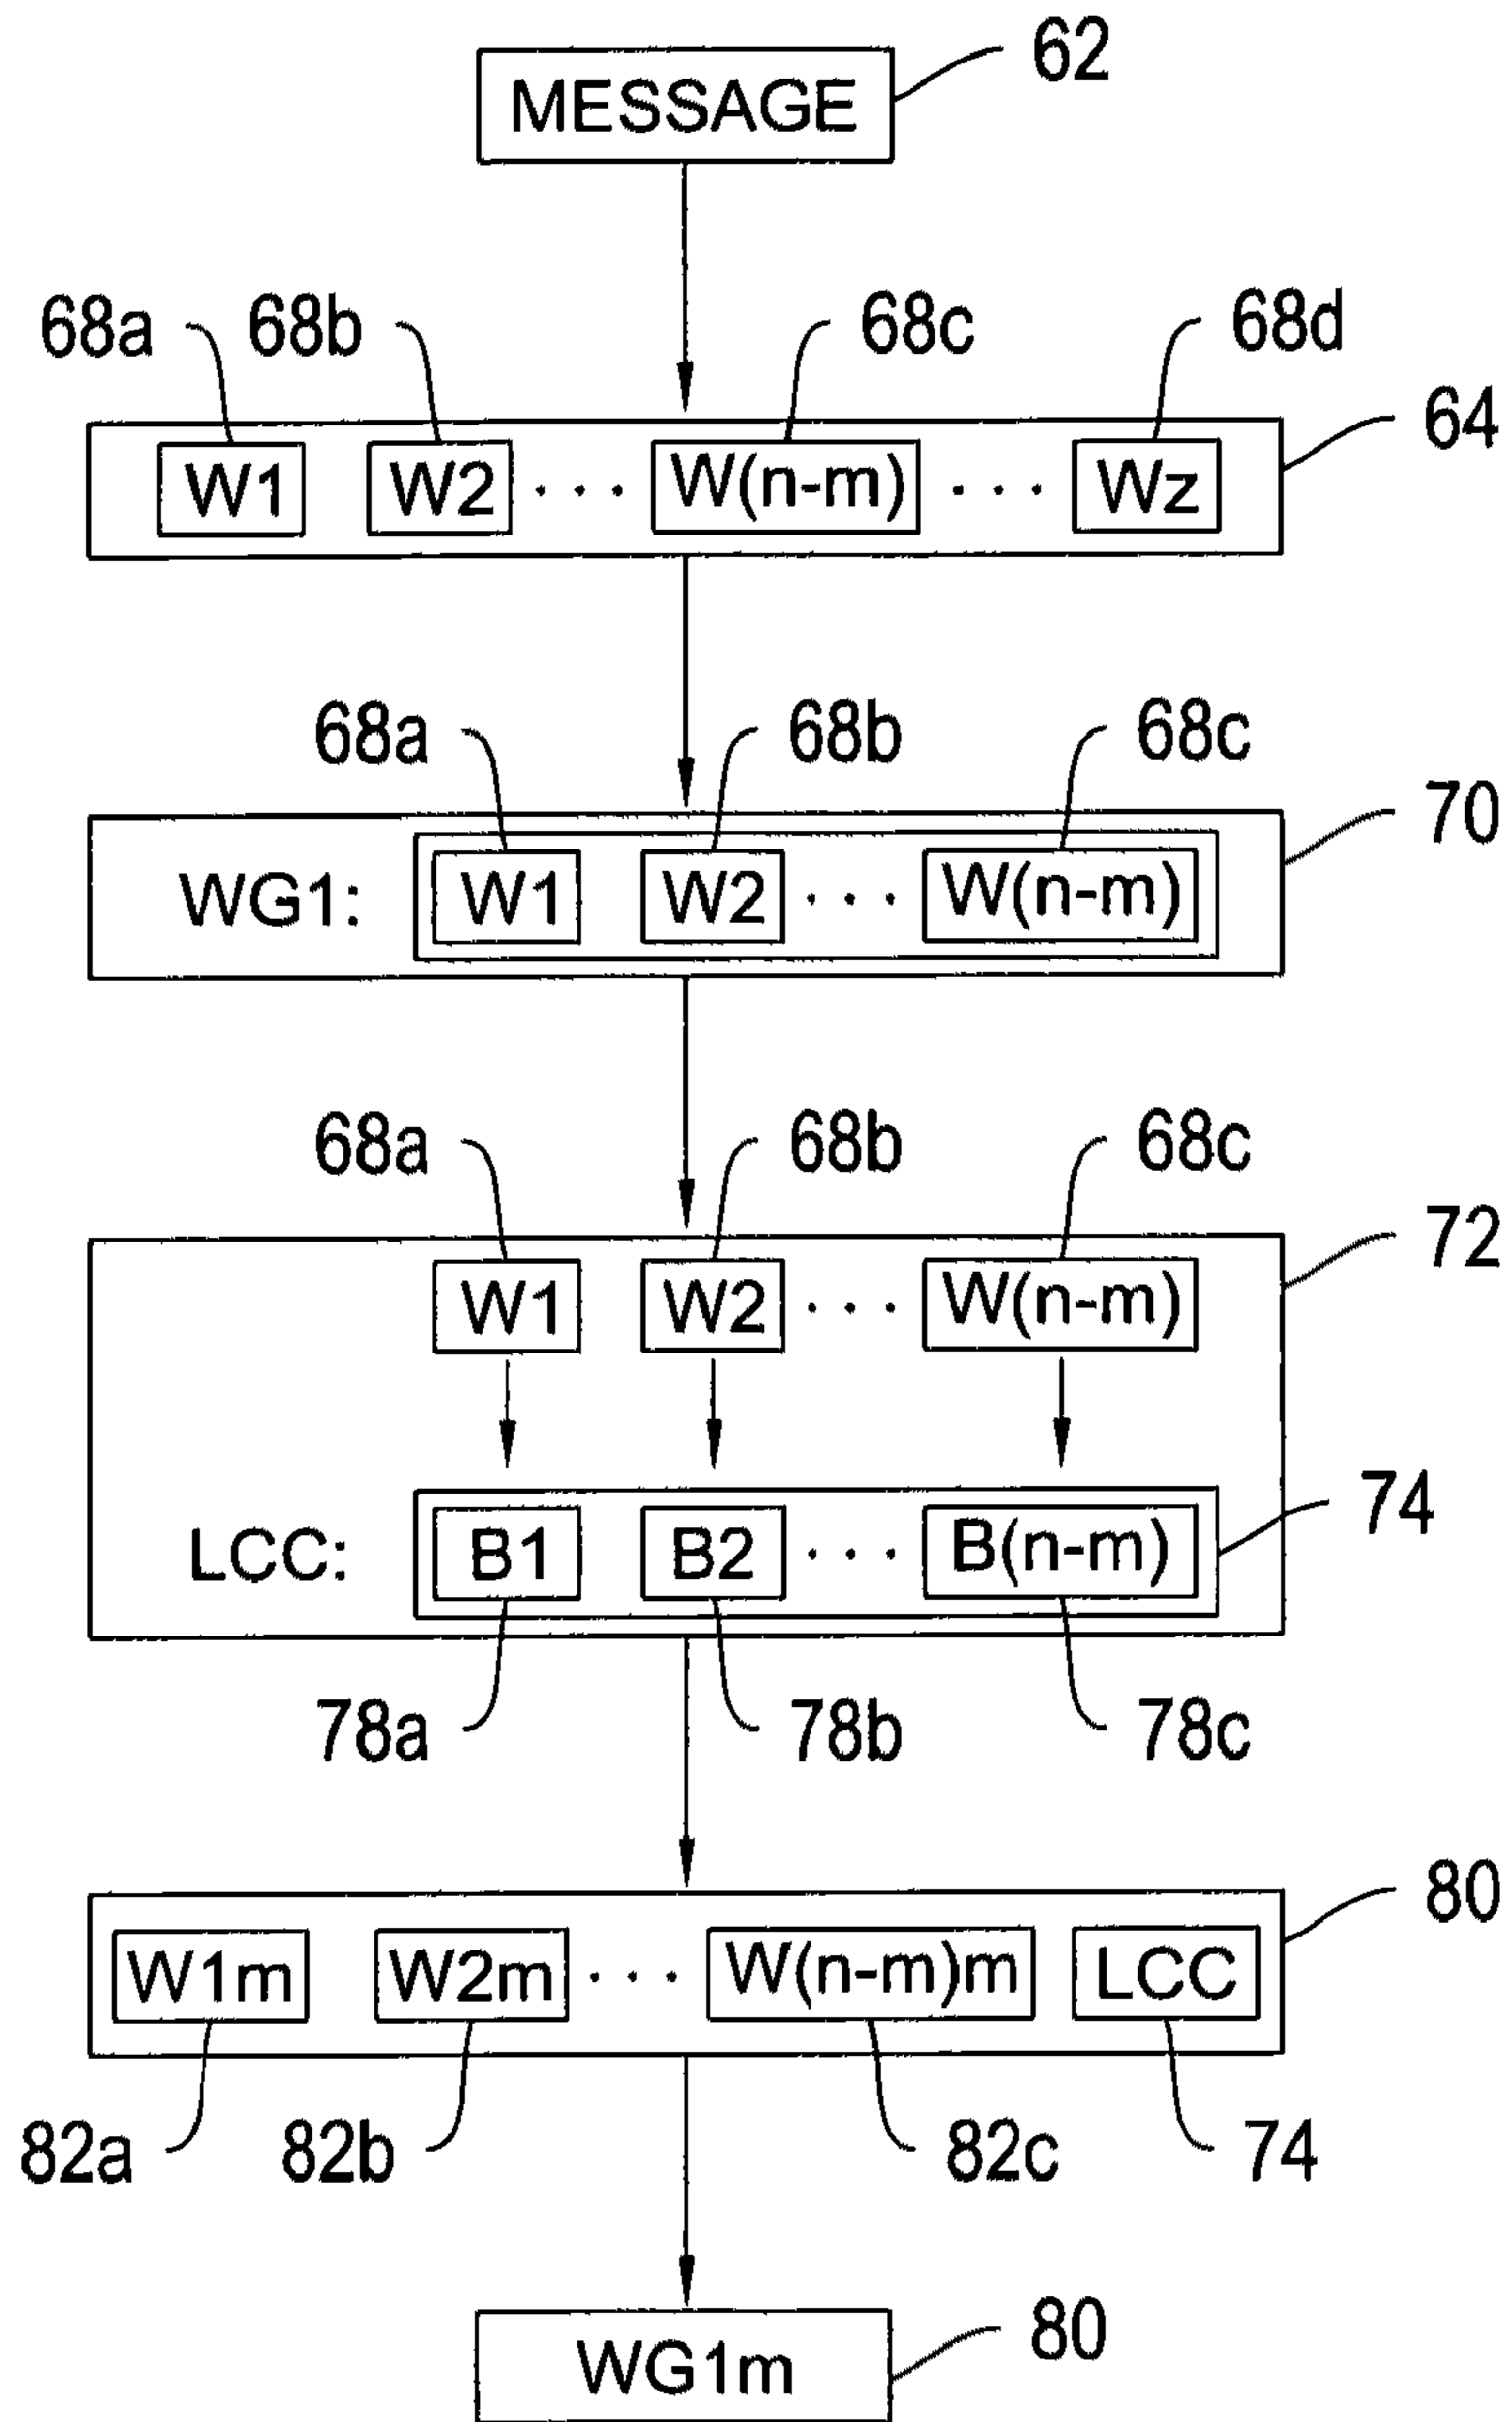 62
MESSAGE
68a 68b 68c 68d
64
W1 W2 ... W(n-m) ... Wz
68a 68b 68c
70
WG1: W1 W2 ... W(n-m)
68a 68b 68c
72
W1 W2 ... W(n-m)
74
LCC: B1 B2 ... B(n-m)
78a 78b 78c
80
W1m W2m ... W(n-m)m LCC
82a 82b 82c 74
80
WG1m